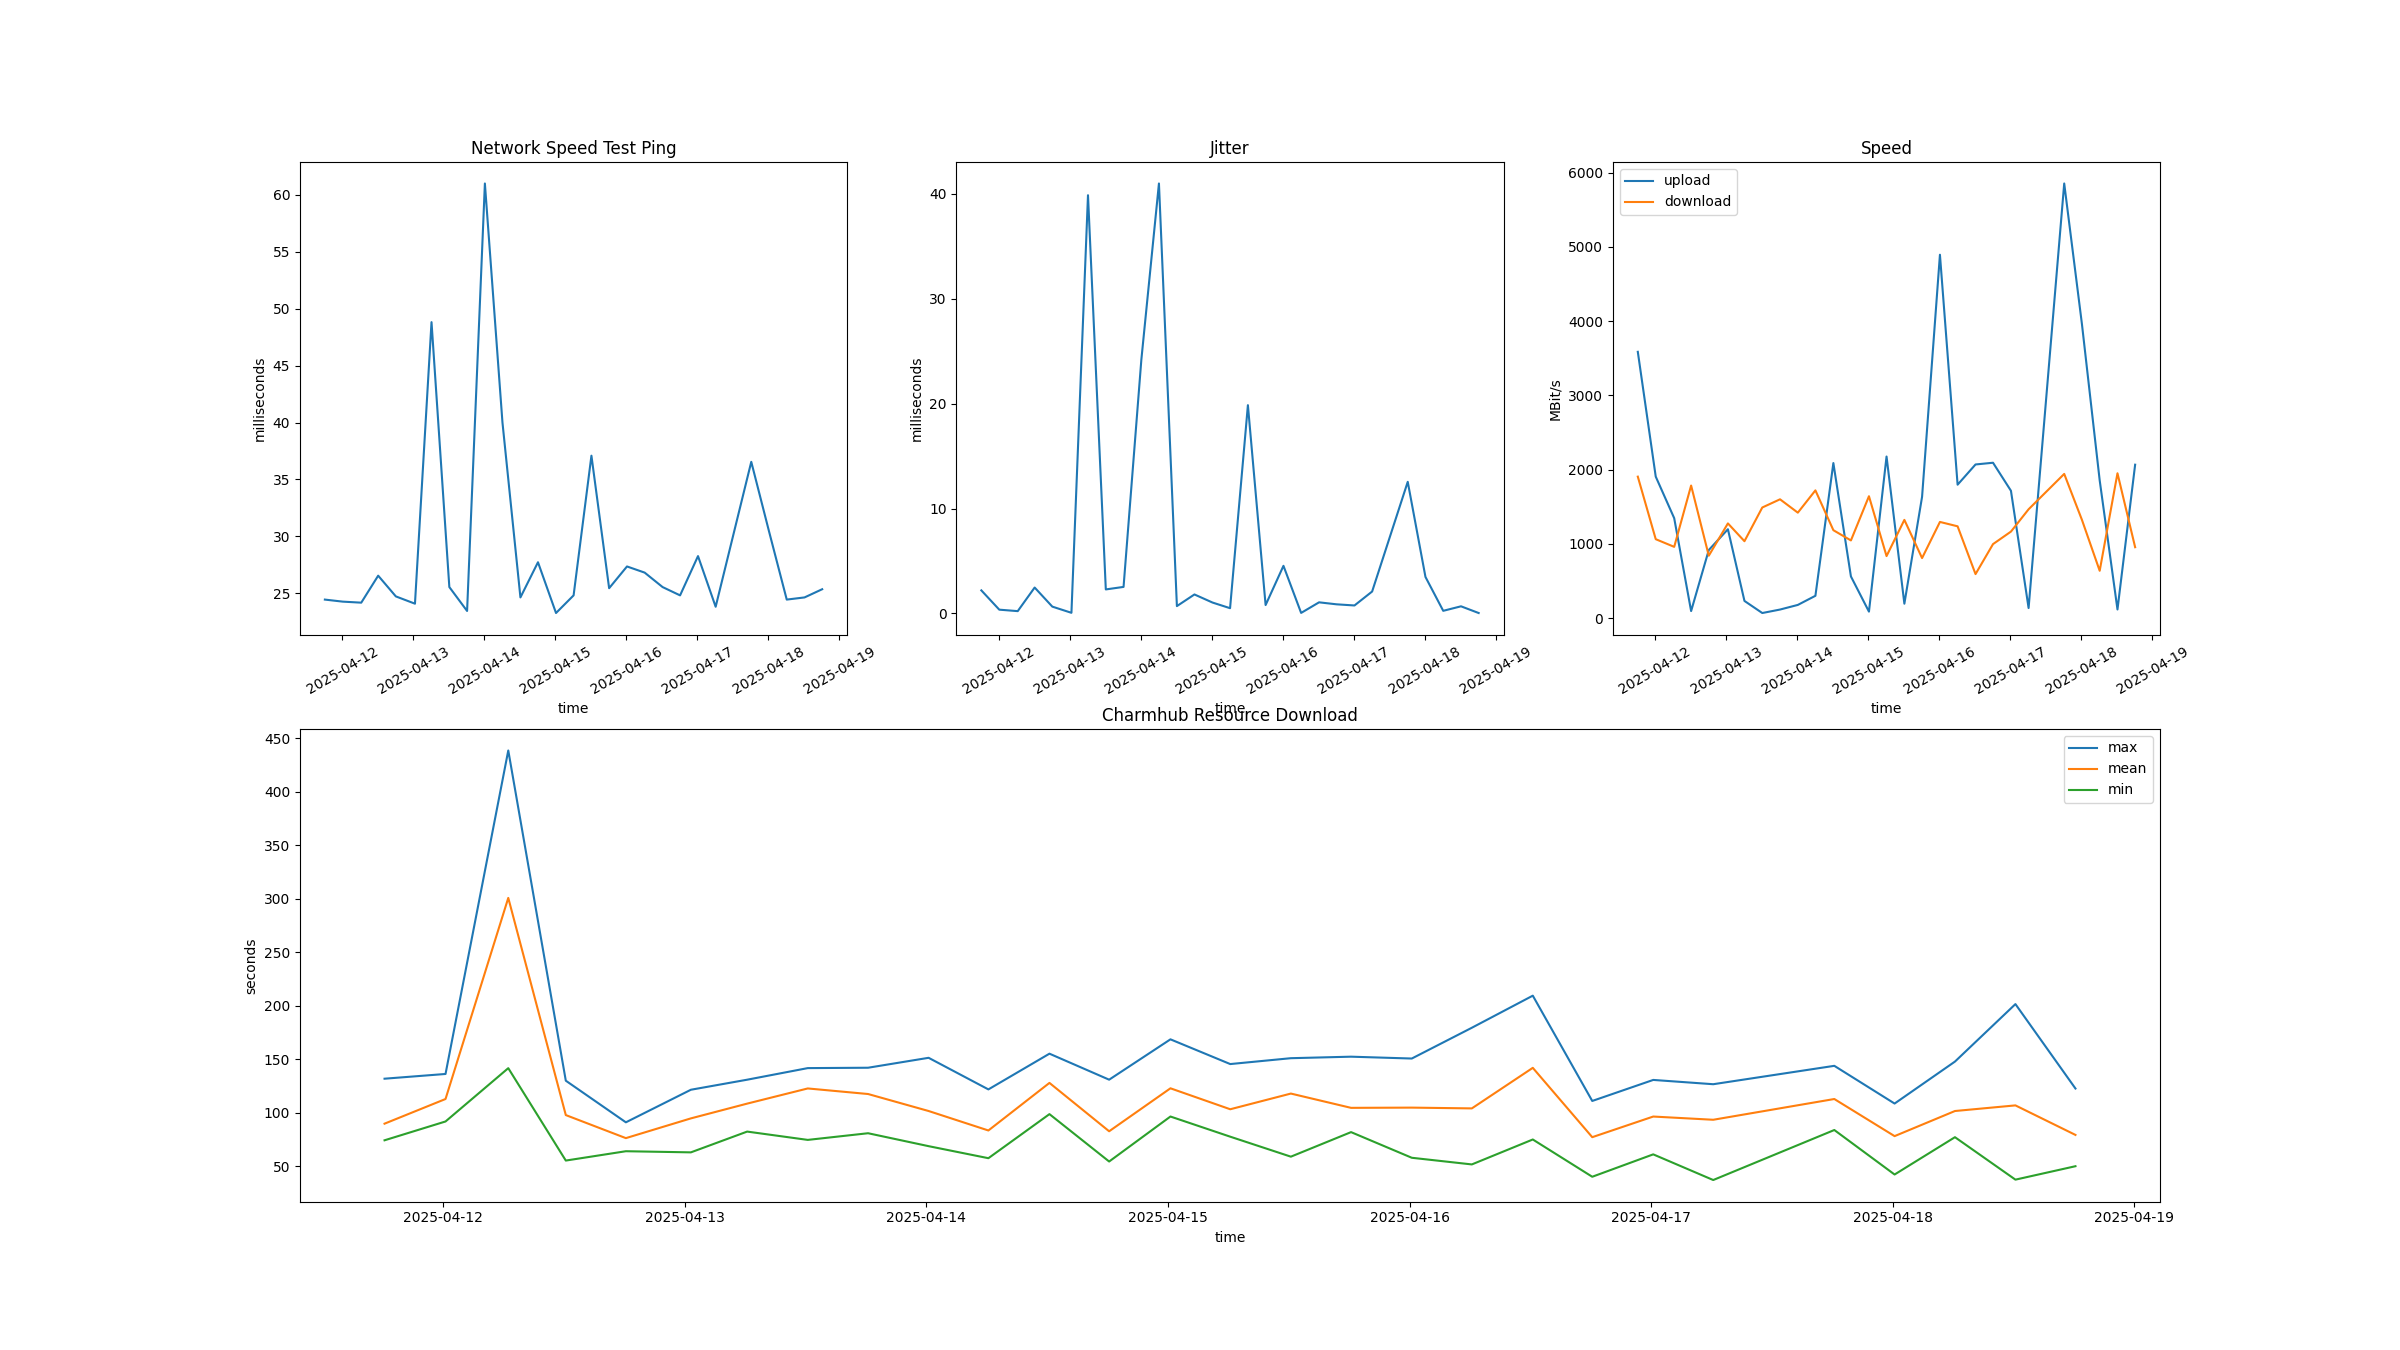 Network Speed Test Ping
60
55
50
45
40
35
30
25
milliseconds
2025-04-12 2025-04-13 2025-04-14 2025-04-15 2025-04-16 2025-04-17 2025-04-18 2025-04-19
time
Jitter
40
30
20
10
0
milliseconds
2025-04-12 2025-04-13 2025-04-14 2025-04-15 2025-04-16 2025-04-17 2025-04-18 2025-04-19
time
Speed
upload
download
6000
5000
4000
3000
2000
1000
0
MBit/s
2025-04-12 2025-04-13 2025-04-14 2025-04-15 2025-04-16 2025-04-17 2025-04-18 2025-04-19
time
Charmhub Resource Download
max
mean
min
450
400
350
300
250
200
150
100
50
seconds
2025-04-12 2025-04-13 2025-04-14 2025-04-15 2025-04-16 2025-04-17 2025-04-18 2025-04-19
time